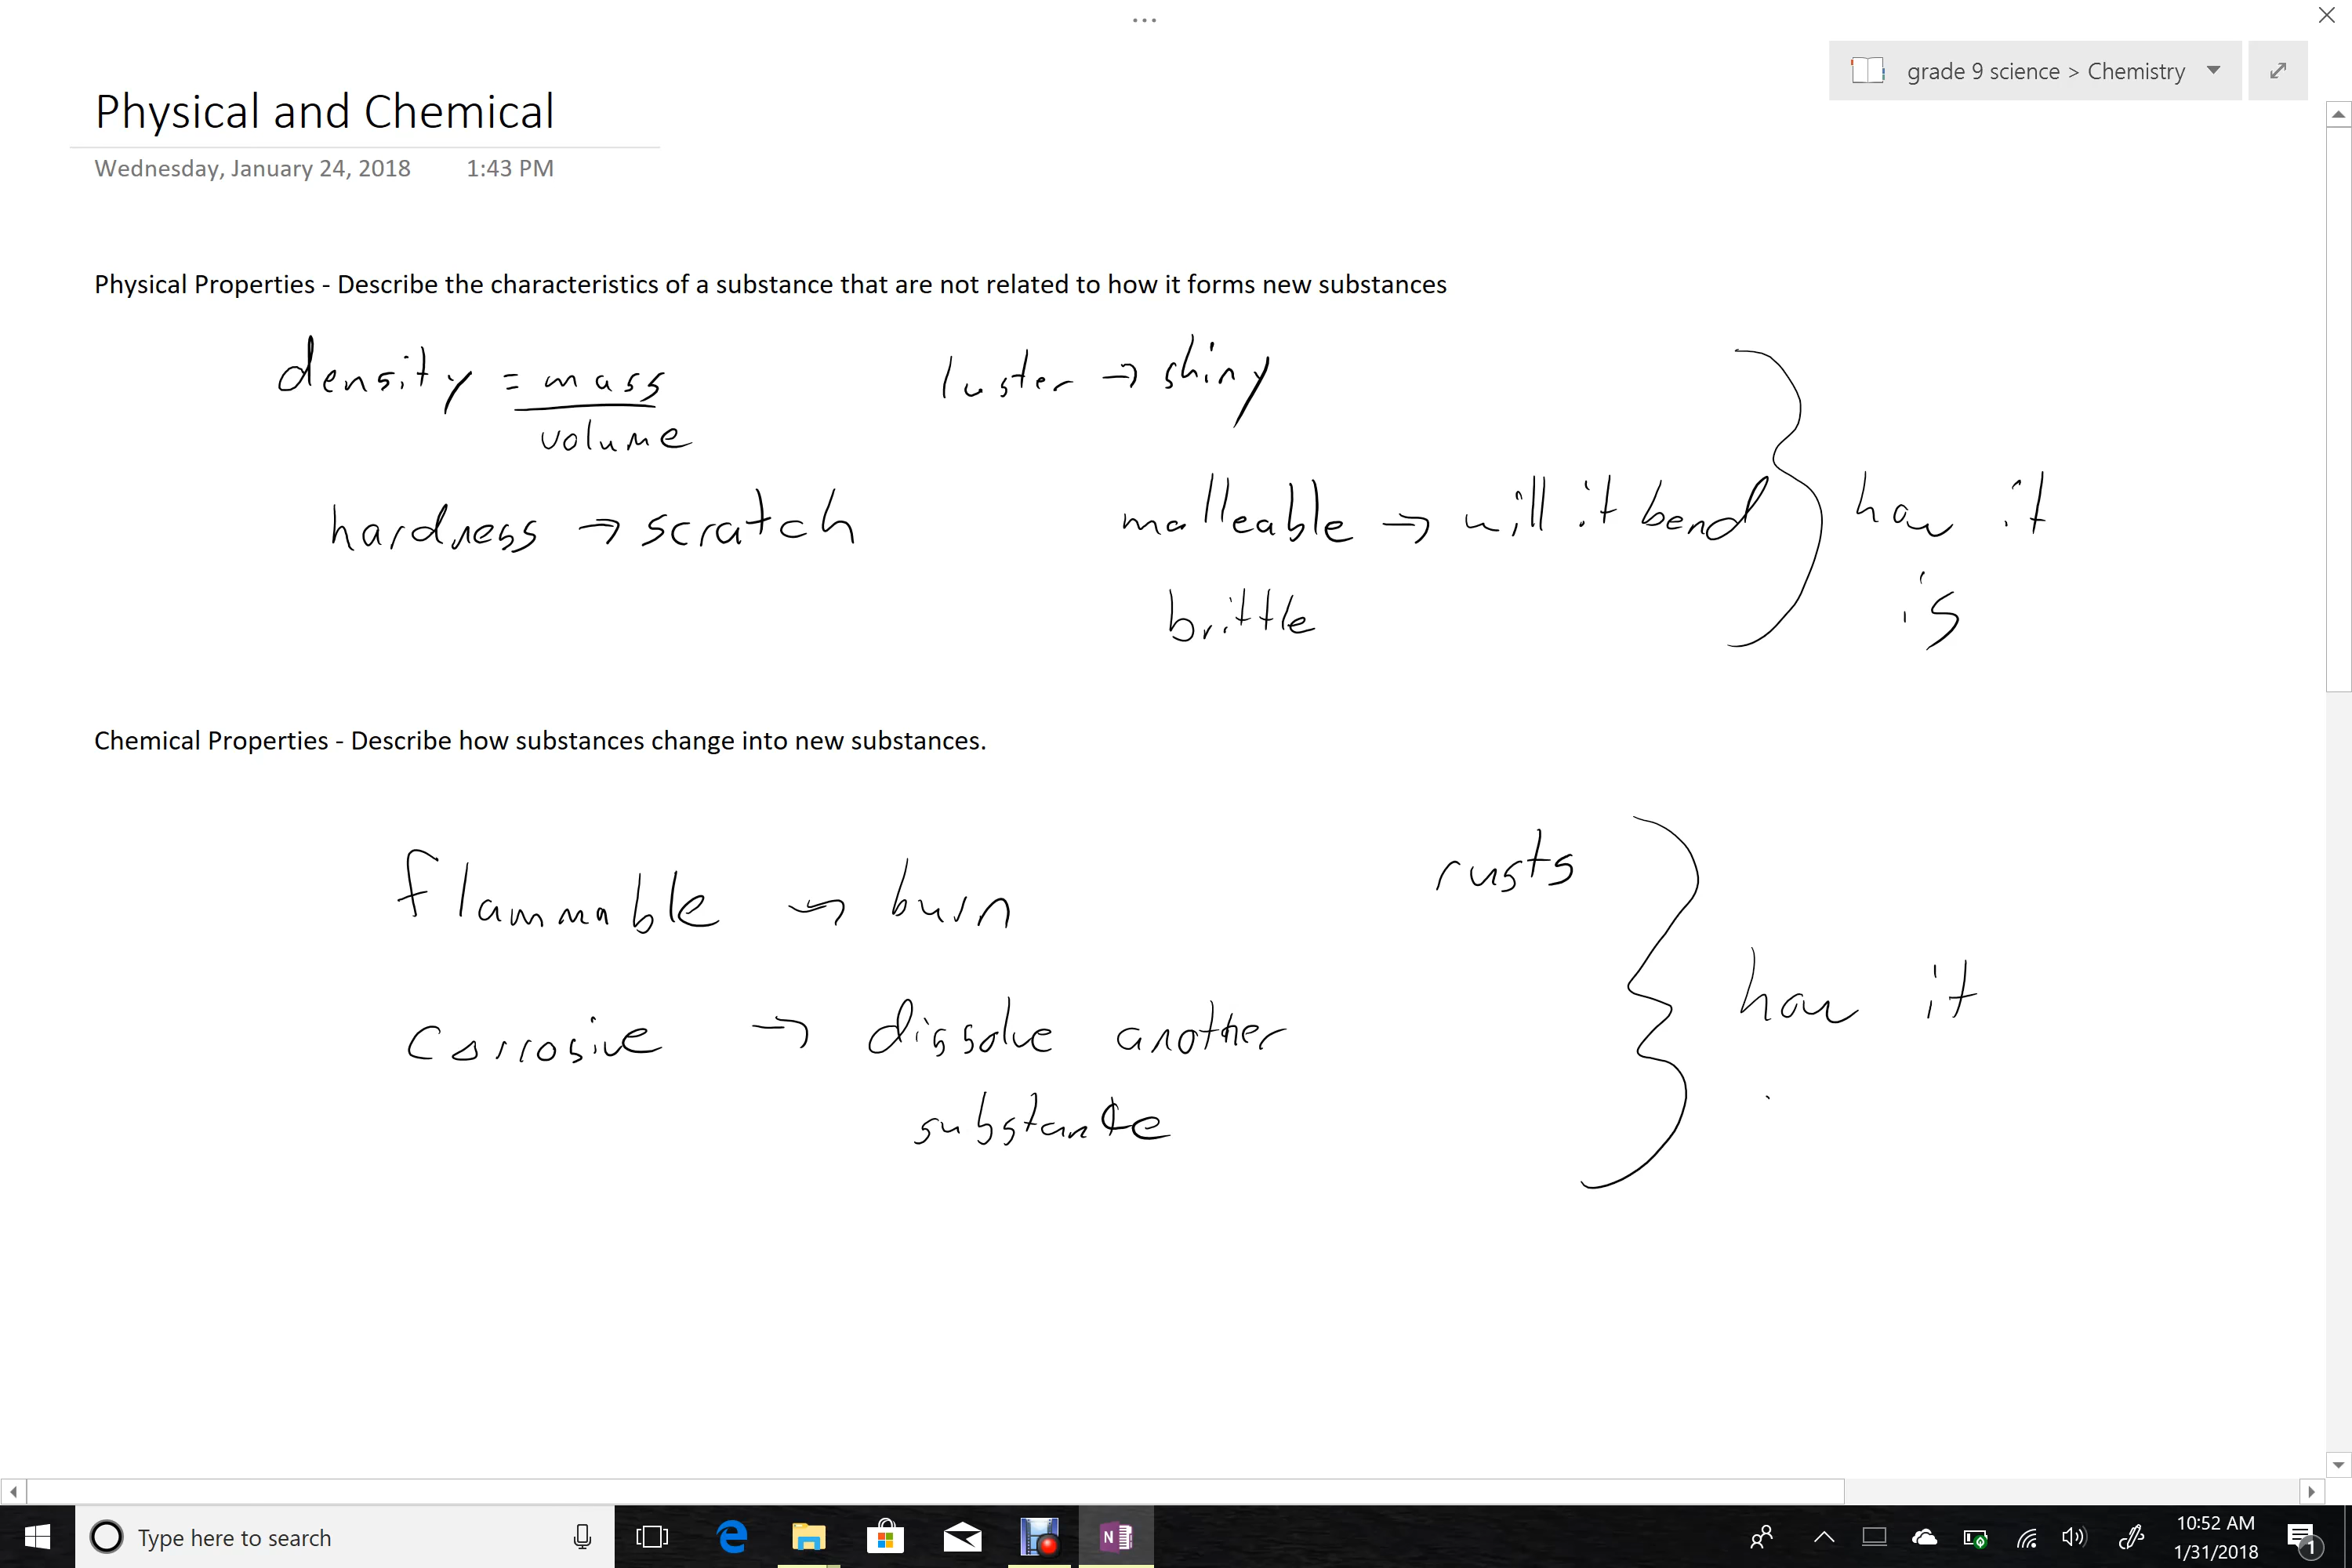 grade 9 science > Chemistry
Physical and Chemical
Wednesday, January 24, 2018 1:43 PM
Physical Properties - Describe the characteristics of a substance that are not related to how it forms new substances
density = mass
volume
luster → shiny
hardness → scratch
malleable → will it bend
brittle
how it
is
Chemical Properties - Describe how substances change into new substances.
flammable → burn
rusts
corrosive → dissolve another
substance
how it
Type here to search
10:52 AM
1/31/2018
1